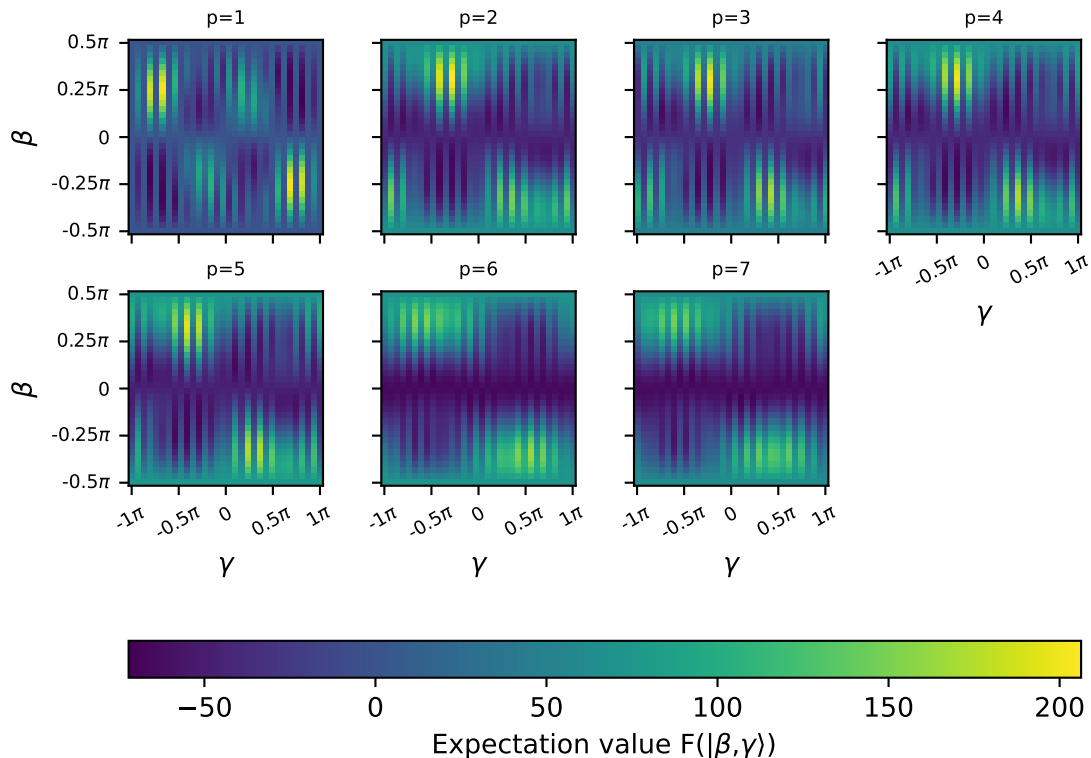 p=1
p=2
p=3
p=4
0.5π
0.25π
0
-0.25π
-0.5π
β
-1π
-0.5π
0
0.5π
1π
γ
p=5
p=6
p=7
0.5π
0.25π
0
-0.25π
-0.5π
β
-1π
-0.5π
0
0.5π
1π
-1π
-0.5π
0
0.5π
1π
-1π
-0.5π
0
0.5π
1π
γ
γ
γ
−50
0
50
100
150
200
Expectation value F(|β,γ⟩)